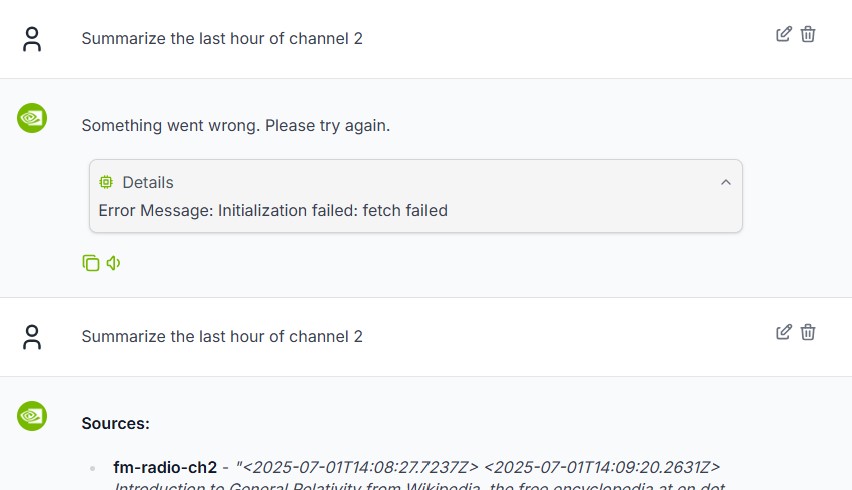 Summarize the last hour of channel 2
Something went wrong. Please try again.
Details
Error Message: Initialization failed: fetch failed
Summarize the last hour of channel 2
Sources:
fm-radio-ch2 - "<2025-07-01T14:08:27.7237Z> <2025-07-01T14:09:20.2631Z>
Introduction to General Relativity from Wikipedia, the free encyclopedia at en dot